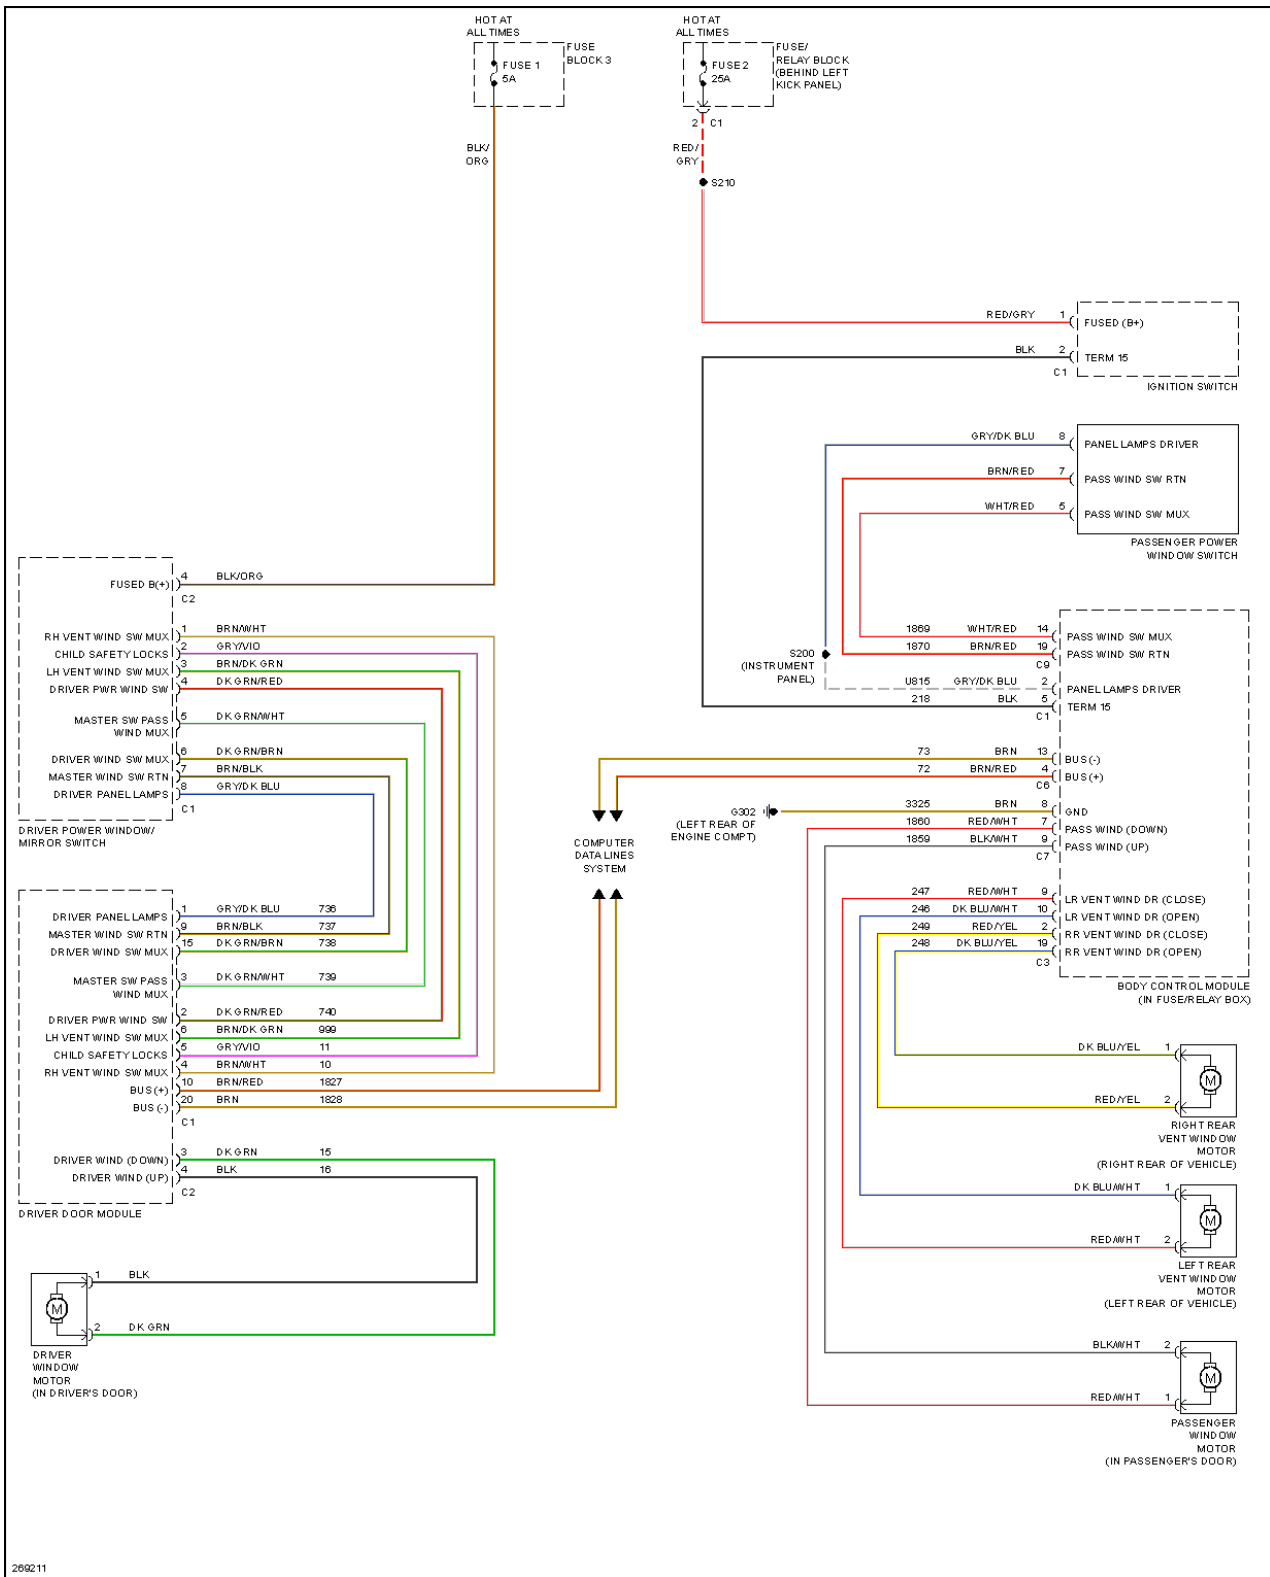 HOT AT
ALL TIMES
FUSE 1
5A
FUSE
BLOCK 3
HOT AT
ALL TIMES
FUSE 2
25A
FUSE/
RELAY BLOCK
(BEHIND LEFT
KICK PANEL)
2 C1
BLK/
ORG
RED/
GRY
S210
RED/GRY 1 FUSED (B+)
BLK 2 TERM 15
C1
IGNITION SWITCH
GRY/DK BLU 8 PANEL LAMPS DRIVER
BRN/RED 7 PASS WIND SW RTN
WHT/RED 5 PASS WIND SW MUX
PASSENGER POWER
WINDOW SWITCH
FUSED B(+) 4 BLK/ORG
C2
RH VENT WIND SW MUX 1 BRN/WHT
CHILD SAFETY LOCKS 2 GRY/VIO
LH VENT WIND SW MUX 3 BRN/DK GRN
DRIVER PWR WIND SW 4 DK GRN/RED
MASTER SW PASS
WIND MUX
5 DK GRN/WHT
DRIVER WIND SW MUX 6 DK GRN/BRN
MASTER WIND SW RTN 7 BRN/BLK
DRIVER PANEL LAMPS 8 GRY/DK BLU
C1
DRIVER POWER WINDOW/
MIRROR SWITCH
S200
(INSTRUMENT
PANEL)
1869 WHT/RED 14 PASS WIND SW MUX
1870 BRN/RED 19 PASS WIND SW RTN
C9
U815 GRY/DK BLU 2 PANEL LAMPS DRIVER
218 BLK 5 TERM 15
C1
73 BRN 13 BUS (-)
72 BRN/RED 4 BUS (+)
C6
G302
(LEFT REAR OF
ENGINE COMPT)
3325 BRN 8 GND
1860 RED/WHT 7 PASS WIND (DOWN)
1859 BLK/WHT 9 PASS WIND (UP)
C7
COMPUTER
DATA LINES
SYSTEM
247 RED/WHT 9 LR VENT WIND DR (CLOSE)
246 DK BLU/WHT 10 LR VENT WIND DR (OPEN)
249 RED/YEL 2 RR VENT WIND DR (CLOSE)
248 DK BLU/YEL 19 RR VENT WIND DR (OPEN)
C3
BODY CONTROL MODULE
(IN FUSE/RELAY BOX)
DRIVER PANEL LAMPS 1 GRY/DK BLU 736
MASTER WIND SW RTN 9 BRN/BLK 737
DRIVER WIND SW MUX 15 DK GRN/BRN 738
MASTER SW PASS
WIND MUX
3 DK GRN/WHT 739
DRIVER PWR WIND SW 2 DK GRN/RED 740
LH VENT WIND SW MUX 6 BRN/DK GRN 999
CHILD SAFETY LOCKS 5 GRY/VIO 11
RH VENT WIND SW MUX 4 BRN/WHT 10
BUS (+) 10 BRN/RED 1827
BUS (-) 20 BRN 1828
C1
DRIVER WIND (DOWN) 3 DK GRN 15
DRIVER WIND (UP) 4 BLK 16
C2
DRIVER DOOR MODULE
DK BLU/YEL 1
M
RED/YEL 2
RIGHT REAR
VENT WINDOW
MOTOR
(RIGHT REAR OF VEHICLE)
DK BLU/WHT 1
M
RED/WHT 2
LEFT REAR
VENT WINDOW
MOTOR
(LEFT REAR OF VEHICLE)
1 BLK
M
2 DK GRN
DRIVER
WINDOW
MOTOR
(IN DRIVER'S DOOR)
BLK/WHT 2
M
RED/WHT 1
PASSENGER
WINDOW
MOTOR
(IN PASSENGER'S DOOR)
269211